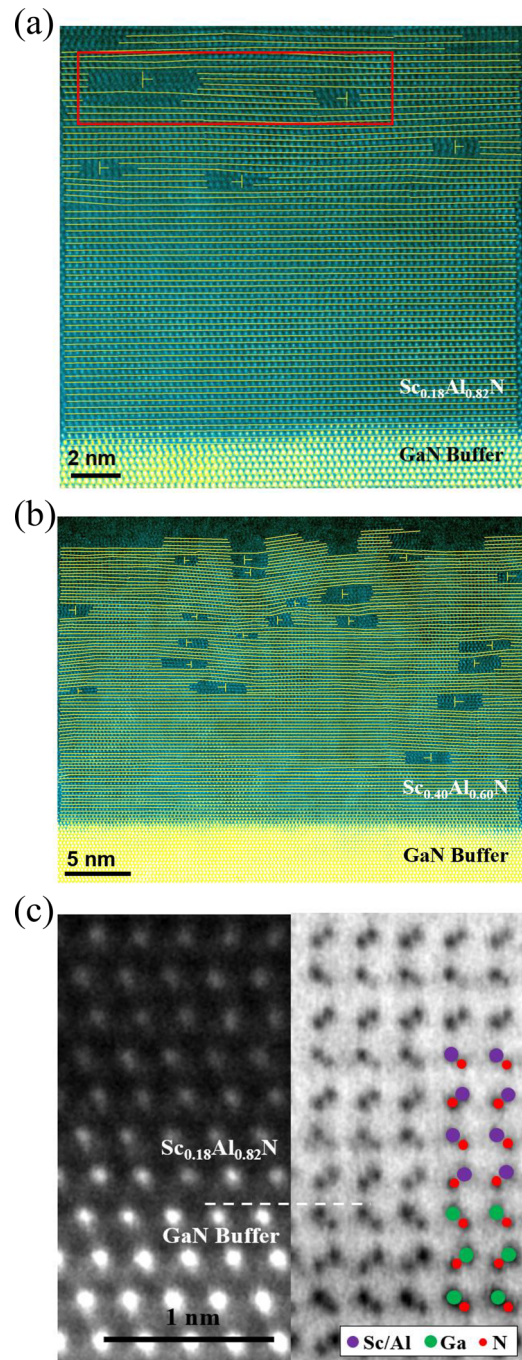 (a)
Sc₀.₁₈Al₀.₈₂N
GaN Buffer
2 nm
(b)
Sc₀.₄₀Al₀.₆₀N
GaN Buffer
5 nm
(c)
Sc₀.₁₈Al₀.₈₂N
GaN Buffer
1 nm
Sc/Al Ga N